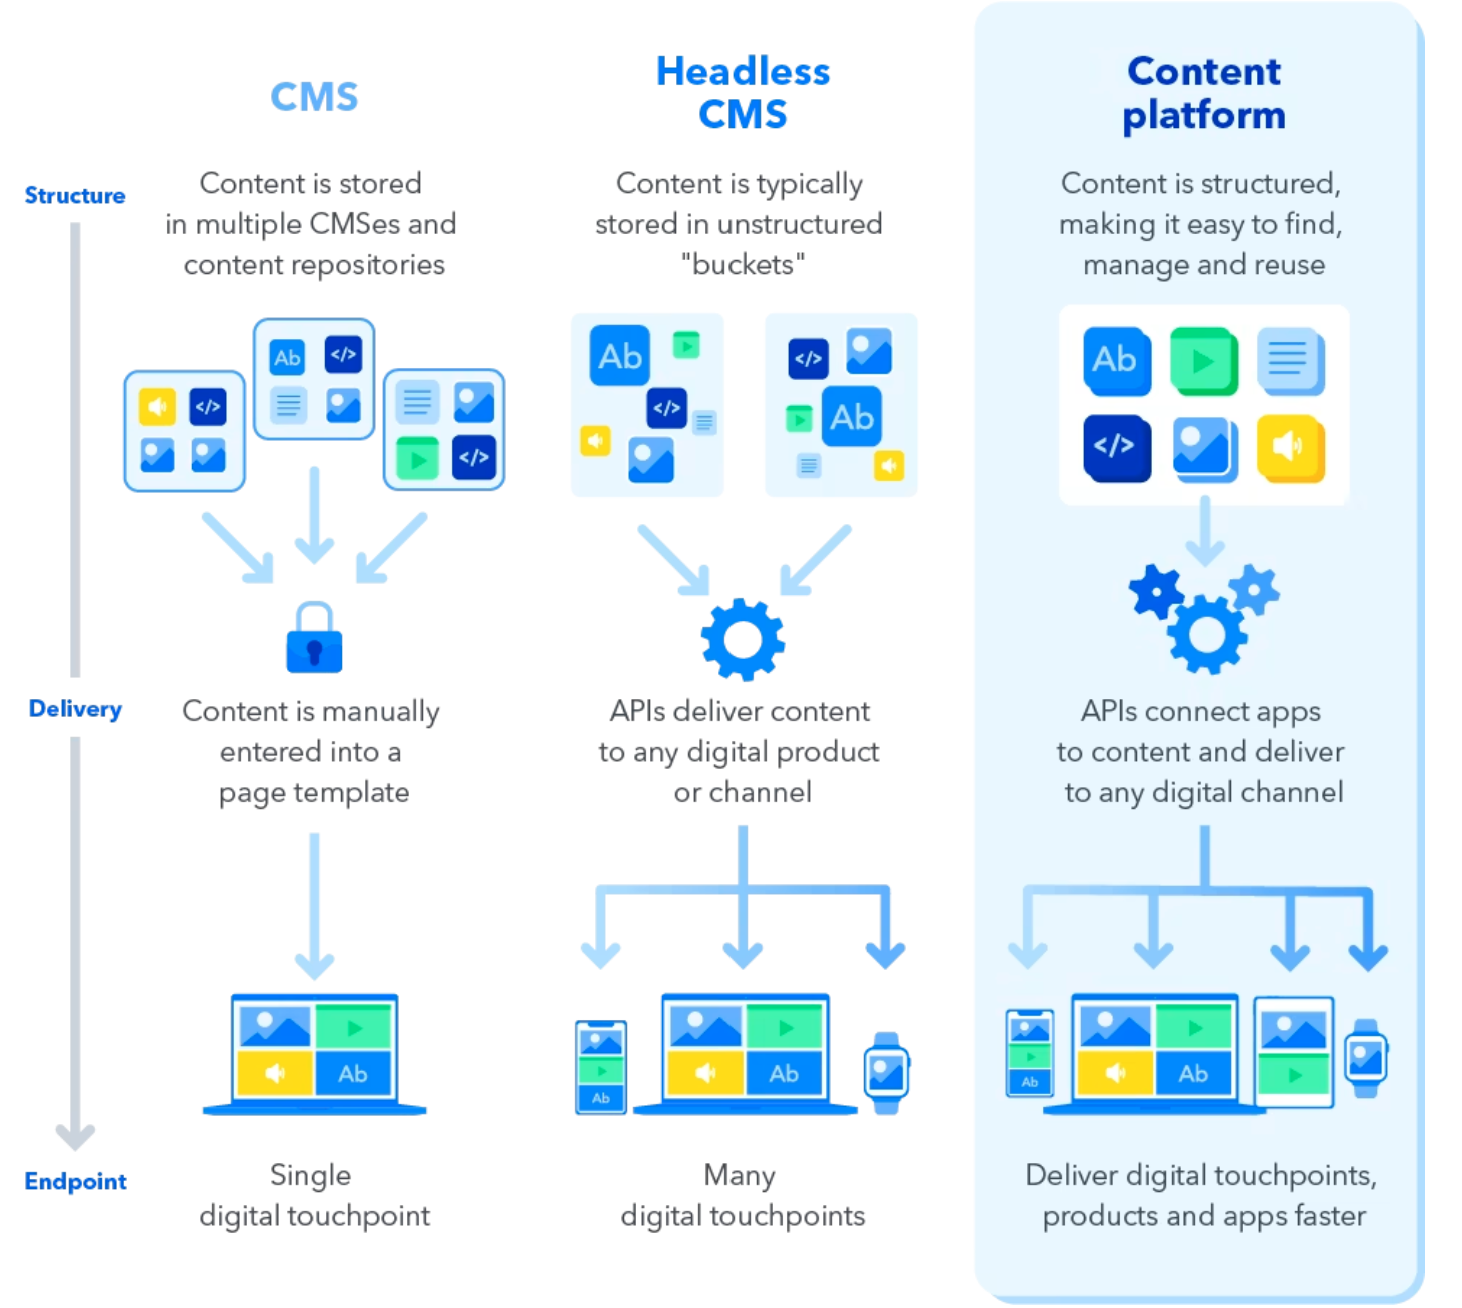 CMS
Headless
CMS
Content
platform
Structure
Content is stored
in multiple CMSes and
content repositories
Content is typically
stored in unstructured
"buckets"
Content is structured,
making it easy to find,
manage and reuse
Ab
</>
</>
</>
Ab
</>
Ab
</>
Ab
</>
Delivery
Content is manually
entered into a
page template
APIs deliver content
to any digital product
or channel
APIs connect apps
to content and deliver
to any digital channel
Ab
Ab
Ab
Ab
Ab
Endpoint
Single
digital touchpoint
Many
digital touchpoints
Deliver digital touchpoints,
products and apps faster